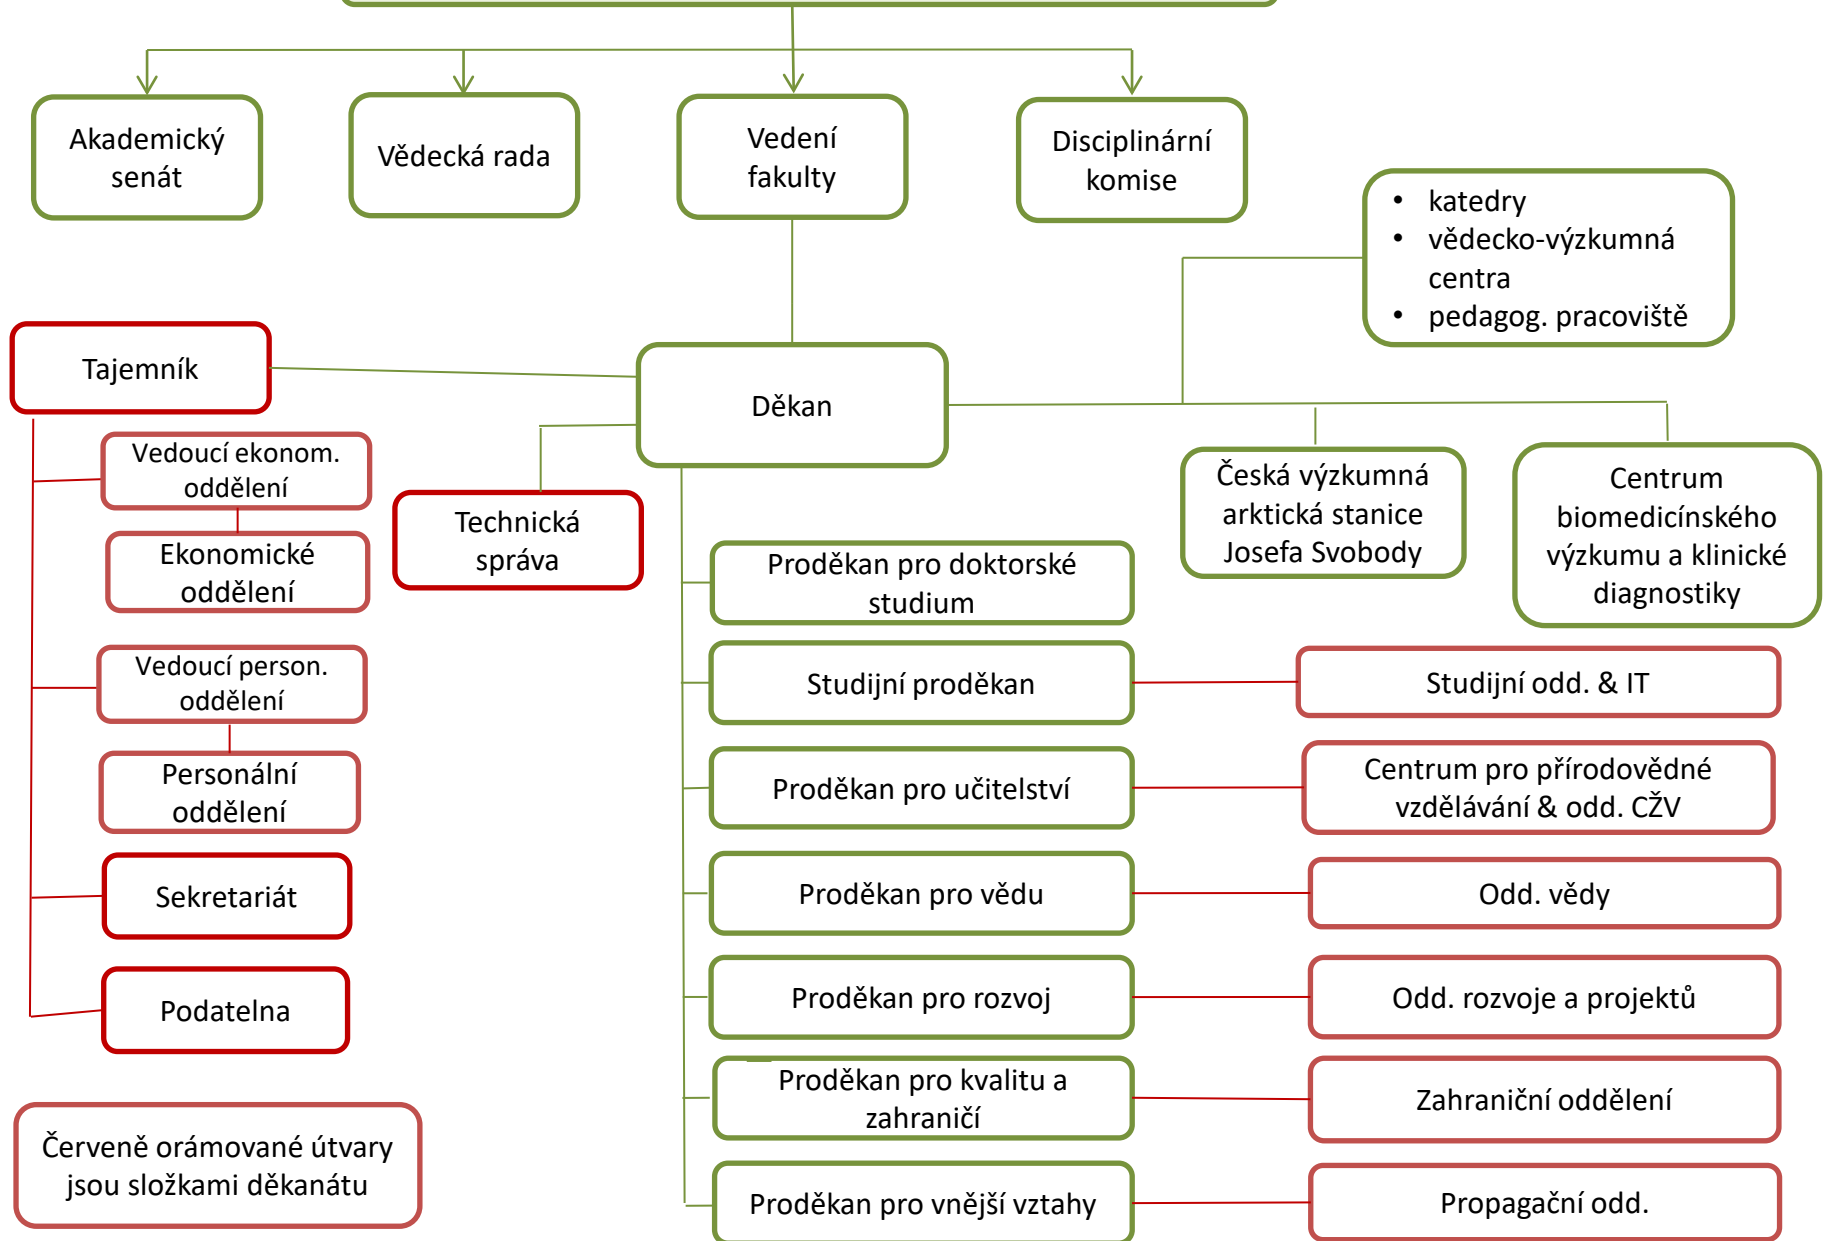 Akademický
senát
Vědecká rada
Vedení
fakulty
Disciplinární
komise
• katedry
• vědecko-výzkumná
centra
• pedagog. pracoviště
Tajemník
Děkan
Vedoucí ekonom.
oddělení
Ekonomické
oddělení
Vedoucí person.
oddělení
Personální
oddělení
Sekretariát
Podatelna
Technická
správa
Česká výzkumná
arktická stanice
Josefa Svobody
Centrum
biomedicínského
výzkumu a klinické
diagnostiky
Proděkan pro doktorské
studium
Studijní proděkan
Studijní odd. & IT
Proděkan pro učitelství
Centrum pro přírodovědné
vzdělávání & odd. CŽV
Proděkan pro vědu
Odd. vědy
Proděkan pro rozvoj
Odd. rozvoje a projektů
Proděkan pro kvalitu a
zahraničí
Zahraniční oddělení
Proděkan pro vnější vztahy
Propagační odd.
Červeně orámované útvary
jsou složkami děkanátu